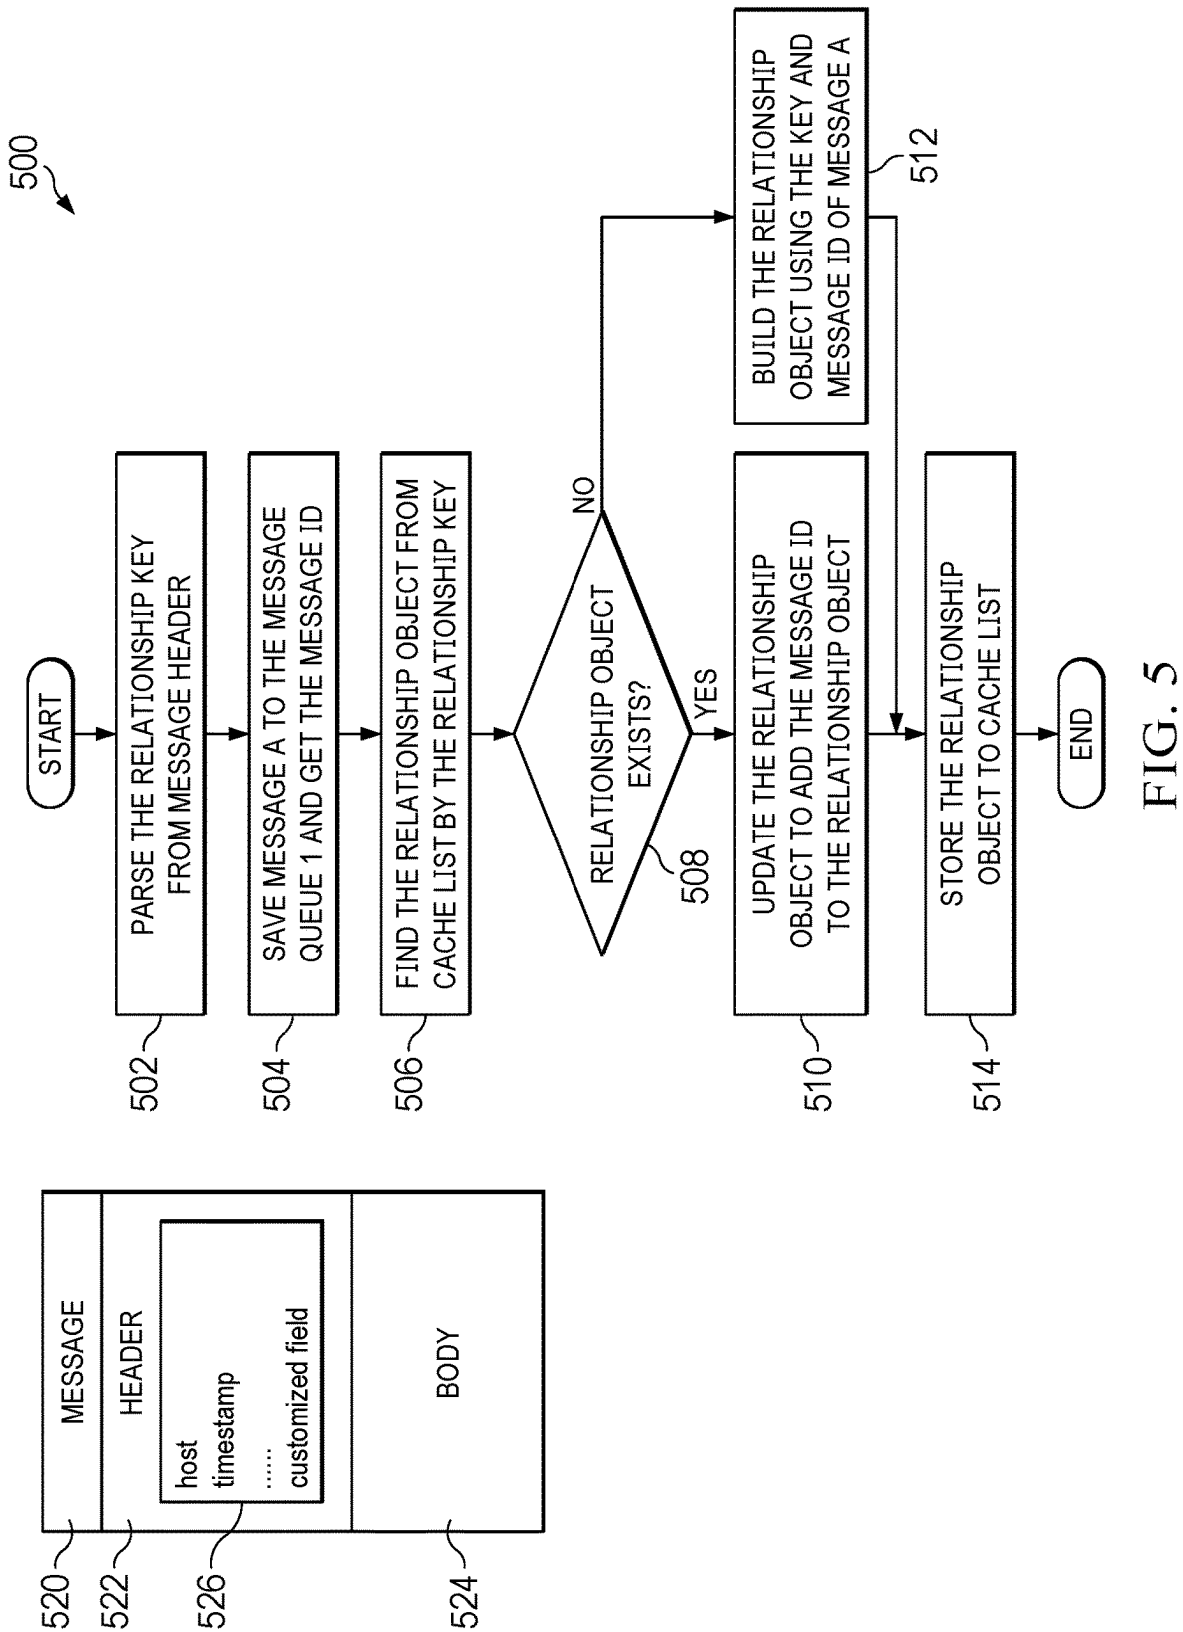 500
START
PARSE THE RELATIONSHIP KEY
FROM MESSAGE HEADER
502
SAVE MESSAGE A TO THE MESSAGE
QUEUE 1 AND GET THE MESSAGE ID
504
FIND THE RELATIONSHIP OBJECT FROM
CACHE LIST BY THE RELATIONSHIP KEY
506
RELATIONSHIP OBJECT
EXISTS?
508
NO
YES
UPDATE THE RELATIONSHIP
OBJECT TO ADD THE MESSAGE ID
TO THE RELATIONSHIP OBJECT
510
BUILD THE RELATIONSHIP
OBJECT USING THE KEY AND
MESSAGE ID OF MESSAGE A
512
STORE THE RELATIONSHIP
OBJECT TO CACHE LIST
514
END
MESSAGE
520
HEADER
522
host
timestamp
......
customized field
526
BODY
524
FIG. 5